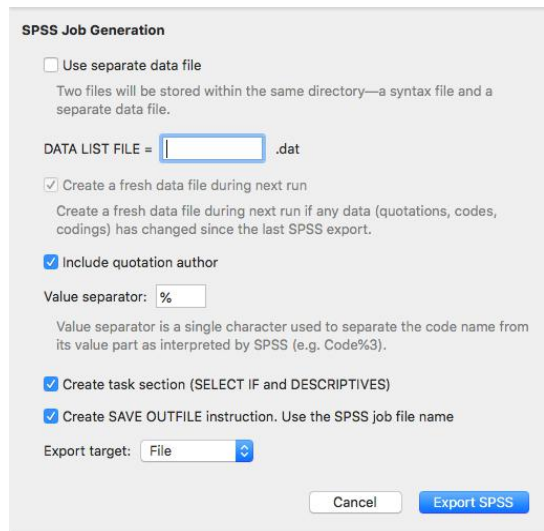 SPSS Job Generation
Use separate data file
Two files will be stored within the same directory—a syntax file and a
separate data file.
DATA LIST FILE = .dat
Create a fresh data file during next run
Create a fresh data file during next run if any data (quotations, codes,
codings) has changed since the last SPSS export.
Include quotation author
Value separator: %
Value separator is a single character used to separate the code name from
its value part as interpreted by SPSS (e.g. Code%3).
Create task section (SELECT IF and DESCRIPTIVES)
Create SAVE OUTFILE instruction. Use the SPSS job file name
Export target: File
Cancel Export SPSS